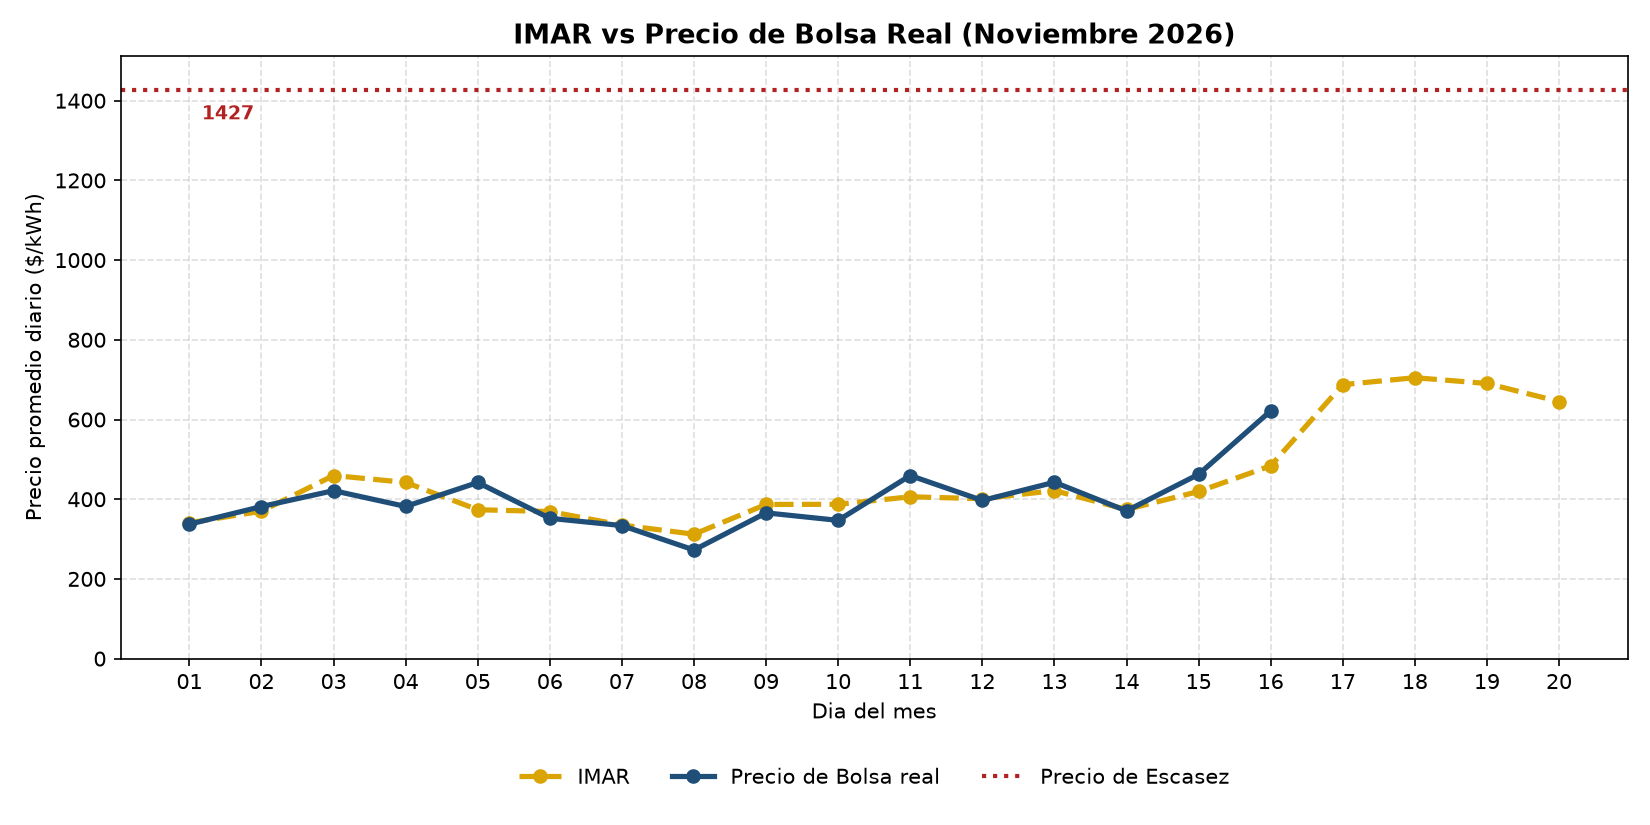 IMAR vs Precio de Bolsa Real (Noviembre 2026)
Precio promedio diario ($/kWh)
1400
1200
1000
800
600
400
200
0
1427
01 02 03 04 05 06 07 08 09 10 11 12 13 14 15 16 17 18 19 20
Dia del mes
IMAR Precio de Bolsa real Precio de Escasez